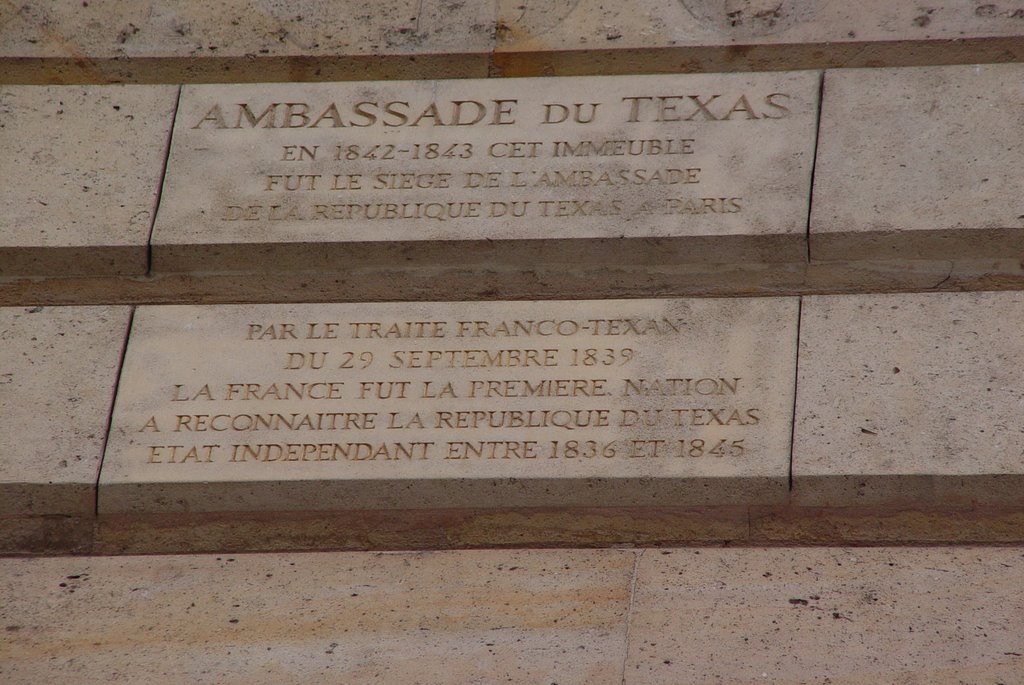 AMBASSADE DU TEXAS
EN 1842-1843 CET IMMEUBLE
FUT LE SIEGE DE L'AMBASSADE
DE LA REPUBLIQUE DU TEXAS A PARIS
PAR LE TRAITE FRANCO-TEXAN
DU 29 SEPTEMBRE 1839
LA FRANCE FUT LA PREMIERE NATION
A RECONNAITRE LA REPUBLIQUE DU TEXAS
ETAT INDEPENDANT ENTRE 1836 ET 1845